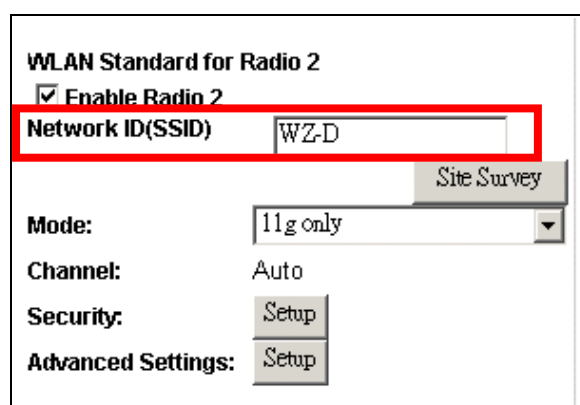 WLAN Standard for Radio 2
Enable Radio 2
Network ID(SSID) WZ-D
Site Survey
Mode: 11g only
Channel: Auto
Security: Setup
Advanced Settings: Setup